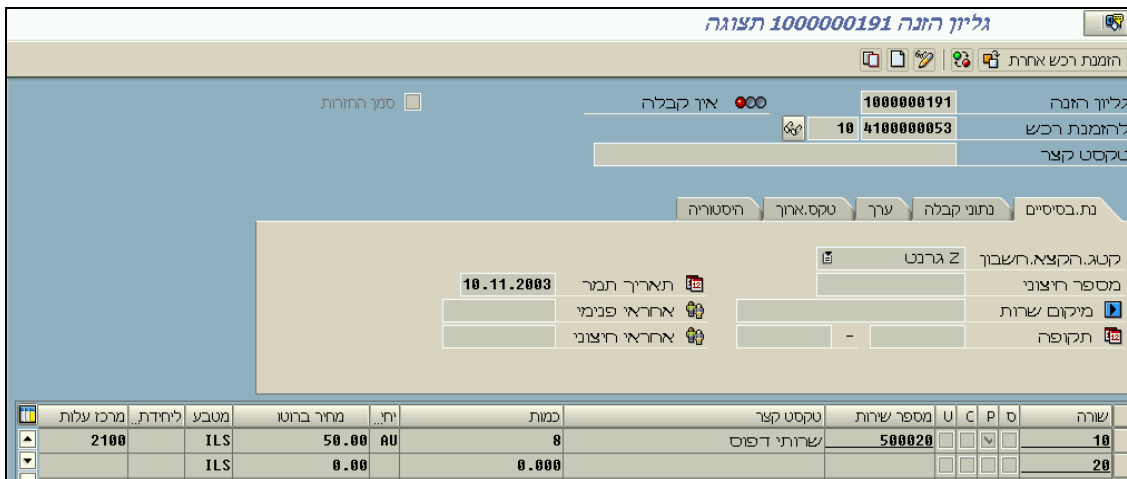 גליון הזנה 1000000191 תצוגה
הזמנת רכש אחרת
גליון הזנה 1000000191 אין קבלה סמן החזרות
להזמנת רכש 4100000053 10
טקסט קצר
נת.בסיסיים נתוני קבלה ערך טקס.ארוך היסטוריה
קטג.הקצא.חשבון Z גרנט
מספר חיצוני תאריך תמר 10.11.2003
מיקום שרות אחראי פנימי
תקופה - אחראי חיצוני
שורה ס P C U מספר שירות טקסט קצר כמות יחי.. מחיר ברוטו מטבע ליחידת.. מרכז עלות
10 500020 שרותי דפוס 8 AU 50.00 ILS 2100
20 0.000 0.00 ILS